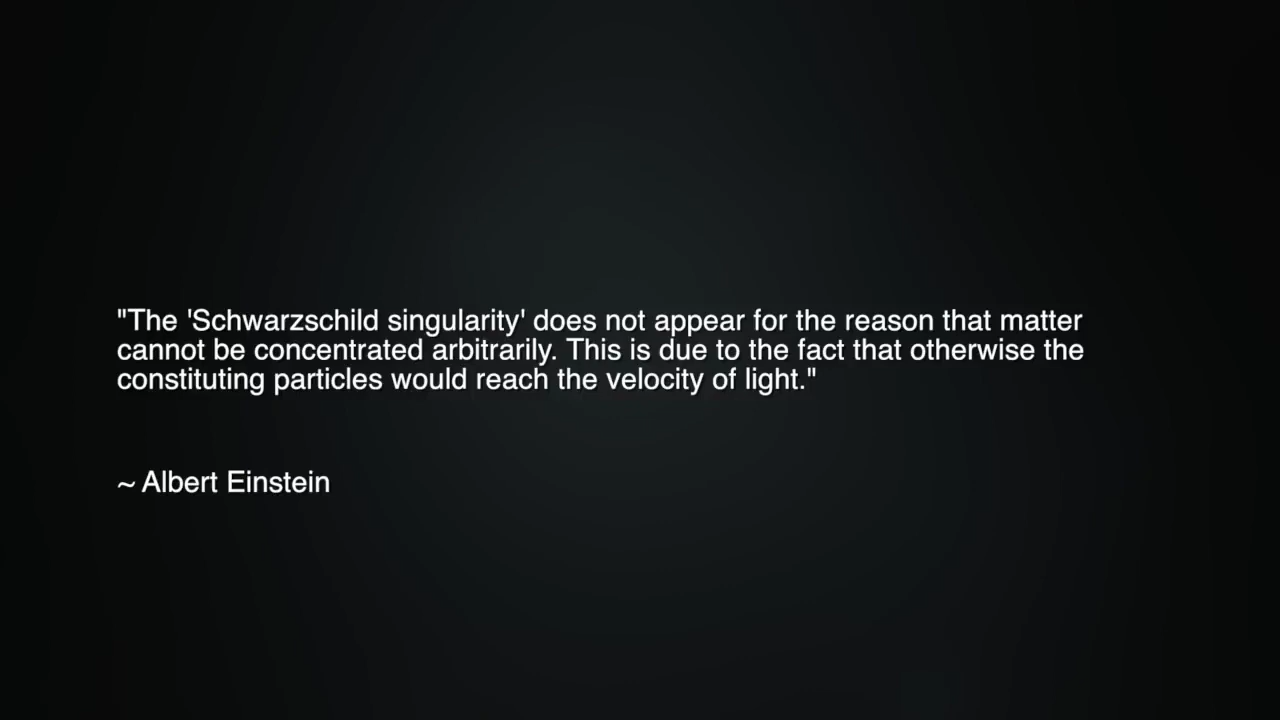 "The 'Schwarzschild singularity' does not appear for the reason that matter
cannot be concentrated arbitrarily. This is due to the fact that otherwise the
constituting particles would reach the velocity of light."
~ Albert Einstein